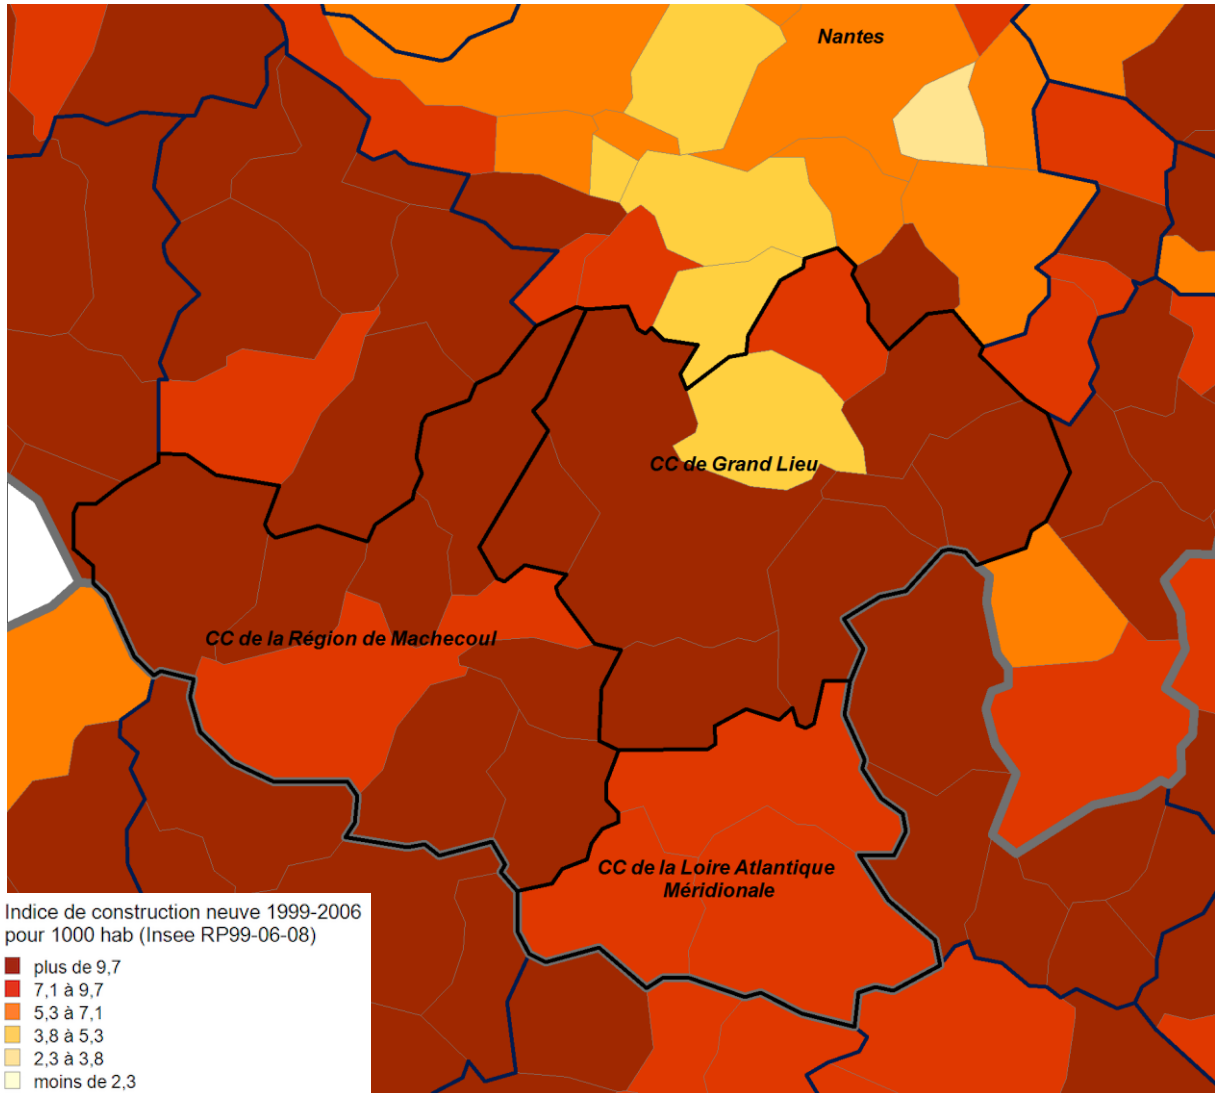 Nantes
CC de Grand Lieu
CC de la Région de Machecoul
CC de la Loire Atlantique
Méridionale
Indice de construction neuve 1999-2006
pour 1000 hab (Insee RP99-06-08)
plus de 9,7
7,1 à 9,7
5,3 à 7,1
3,8 à 5,3
2,3 à 3,8
moins de 2,3